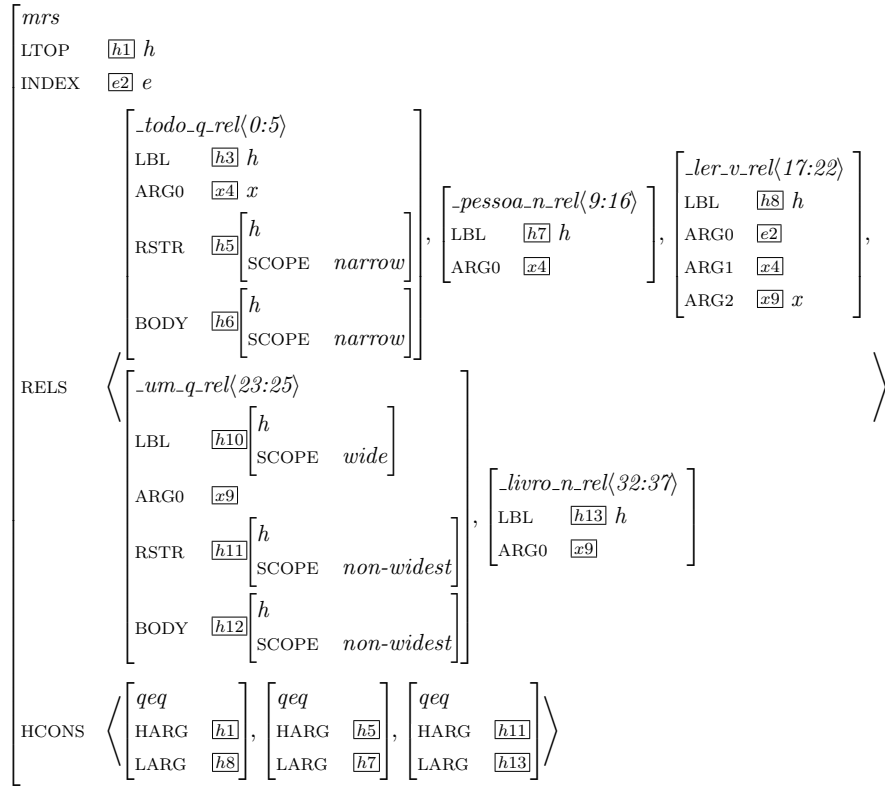 mrs
LTOP h1 h
INDEX e2 e
RELS
_todo_q_rel⟨0:5⟩
LBL h3 h
ARG0 x4 x
RSTR h5 [h
SCOPE narrow]
BODY h6 [h
SCOPE narrow]
,
_pessoa_n_rel⟨9:16⟩
LBL h7 h
ARG0 x4
,
_ler_v_rel⟨17:22⟩
LBL h8 h
ARG0 e2
ARG1 x4
ARG2 x9 x
,
_um_q_rel⟨23:25⟩
LBL h10 [h
SCOPE wide]
ARG0 x9
RSTR h11 [h
SCOPE non-widest]
BODY h12 [h
SCOPE non-widest]
,
_livro_n_rel⟨32:37⟩
LBL h13 h
ARG0 x9
HCONS
qeq
HARG h1
LARG h8
,
qeq
HARG h5
LARG h7
,
qeq
HARG h11
LARG h13